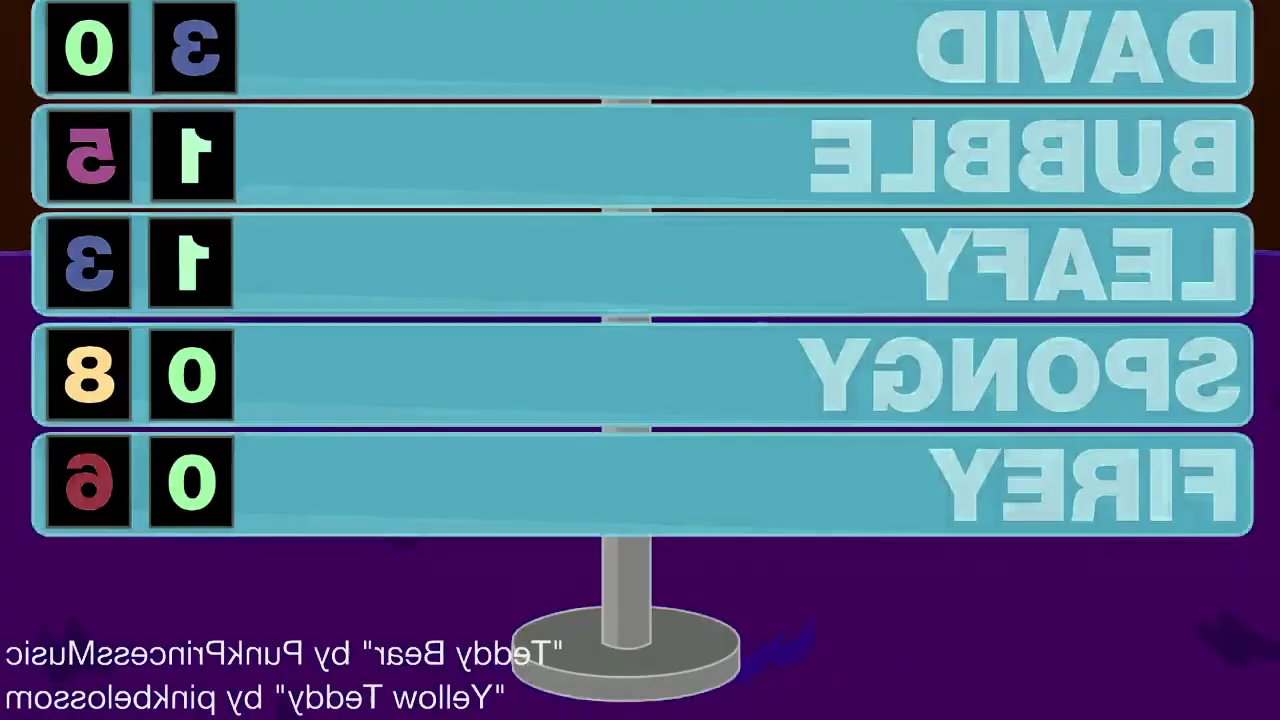 DAVID 30
BUBBLE 15
LEAFY 13
SPONGY 08
FIREY 06
"Teddy Bear" by PunkPrincessMusic
"Yellow Teddy" by pinkbelossom